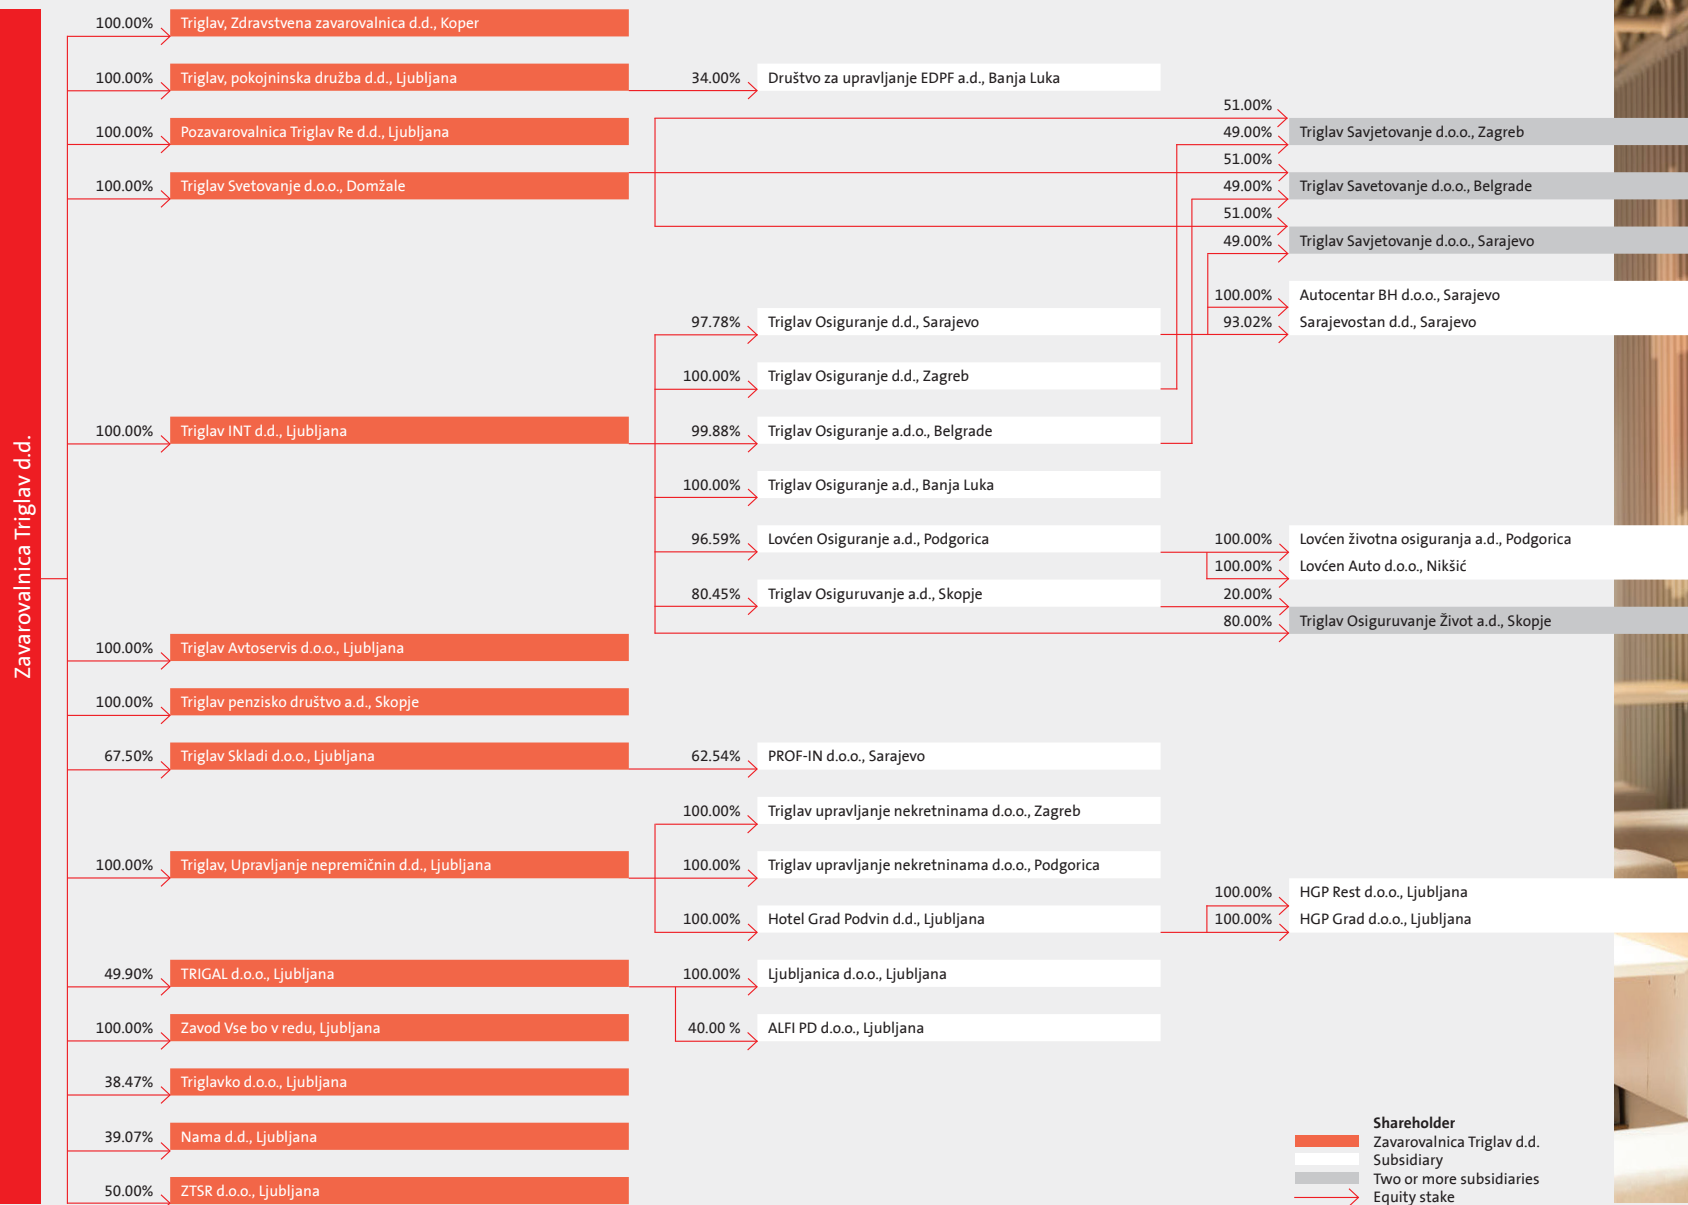 Zavarovalnica Triglav d.d.
100.00% Triglav, Zdravstvena zavarovalnica d.d., Koper
100.00% Triglav, pokojninska družba d.d., Ljubljana 34.00% Društvo za upravljanje EDPF a.d., Banja Luka
51.00%
100.00% Pozavarovalnica Triglav Re d.d., Ljubljana 49.00% Triglav Savjetovanje d.o.o., Zagreb
51.00%
100.00% Triglav Svetovanje d.o.o., Domžale 49.00% Triglav Savetovanje d.o.o., Belgrade
51.00%
49.00% Triglav Savjetovanje d.o.o., Sarajevo
100.00% Autocentar BH d.o.o., Sarajevo
97.78% Triglav Osiguranje d.d., Sarajevo 93.02% Sarajevostan d.d., Sarajevo
100.00% Triglav Osiguranje d.d., Zagreb
100.00% Triglav INT d.d., Ljubljana 99.88% Triglav Osiguranje a.d.o., Belgrade
100.00% Triglav Osiguranje a.d., Banja Luka
96.59% Lovćen Osiguranje a.d., Podgorica 100.00% Lovćen životna osiguranja a.d., Podgorica
100.00% Lovćen Auto d.o.o., Nikšić
80.45% Triglav Osiguruvanje a.d., Skopje 20.00%
80.00% Triglav Osiguruvanje Život a.d., Skopje
100.00% Triglav Avtoservis d.o.o., Ljubljana
100.00% Triglav penzisko društvo a.d., Skopje
67.50% Triglav Skladi d.o.o., Ljubljana 62.54% PROF-IN d.o.o., Sarajevo
100.00% Triglav upravljanje nekretninama d.o.o., Zagreb
100.00% Triglav, Upravljanje nepremičnin d.d., Ljubljana 100.00% Triglav upravljanje nekretninama d.o.o., Podgorica
100.00% HGP Rest d.o.o., Ljubljana
100.00% Hotel Grad Podvin d.d., Ljubljana 100.00% HGP Grad d.o.o., Ljubljana
49.90% TRIGAL d.o.o., Ljubljana 100.00% Ljubljanica d.o.o., Ljubljana
100.00% Zavod Vse bo v redu, Ljubljana 40.00 % ALFI PD d.o.o., Ljubljana
38.47% Triglavko d.o.o., Ljubljana
39.07% Nama d.d., Ljubljana
50.00% ZTSR d.o.o., Ljubljana
Shareholder
Zavarovalnica Triglav d.d.
Subsidiary
Two or more subsidiaries
Equity stake